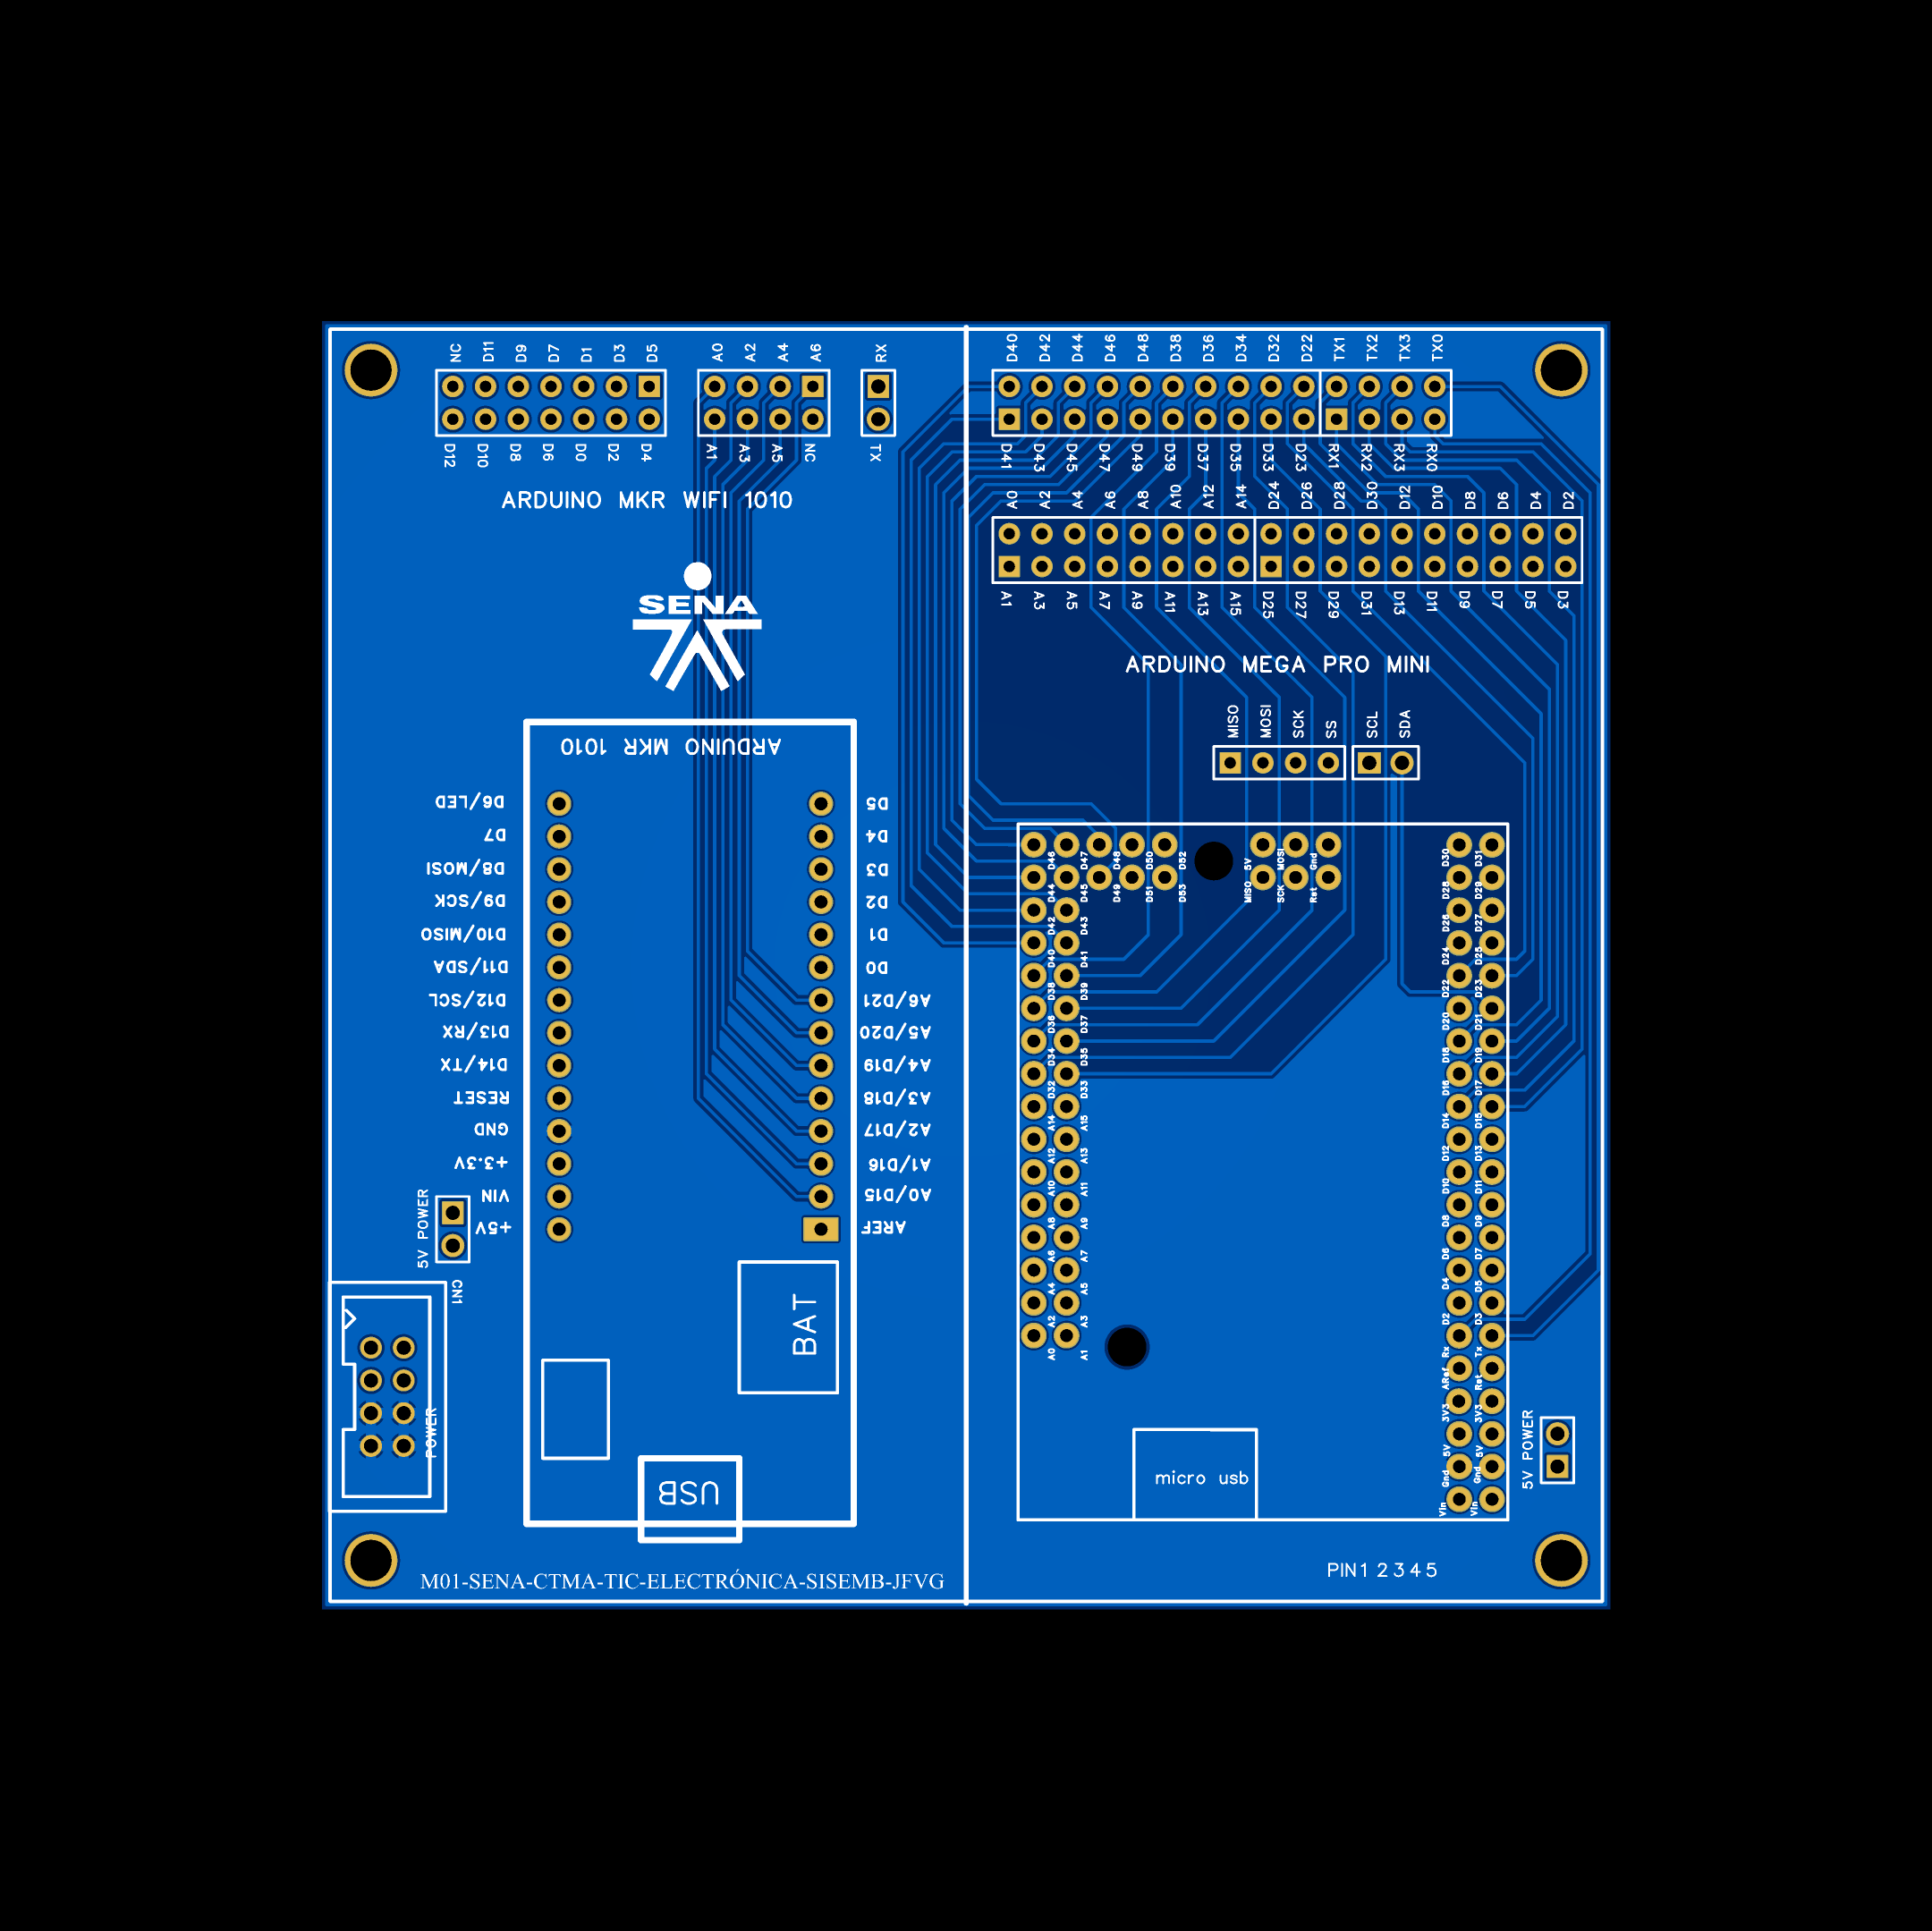 NC D11 D9 D7 D1 D3 D5
A0 A2 A4 A6
RX
D12 D10 D8 D6 D0 D2 D4
A1 A3 A5 NC
TX
ARDUINO MKR WIFI 1010
SENA
ARDUINO MKR 1010
D6/LED
D7
D8/MOSI
D9/SCK
D10/MISO
D11/SDA
D12/SCL
D13/RX
D14/TX
RESET
GND
+3.3V
VIN
+5V
D5
D4
D3
D2
D1
D0
A6/D21
A5/D20
A4/D19
A3/D18
A2/D17
A1/D16
A0/D15
AREF
5V POWER
CN1
POWER
BAT
USB
M01-SENA-CTMA-TIC-ELECTRÓNICA-SISEMB-JFVG
D40 D42 D44 D46 D48 D38 D36 D34 D32 D22 TX1 TX2 TX3 TX0
D41 D43 D45 D47 D49 D39 D37 D35 D33 D23 RX1 RX2 RX3 RX0
A0 A2 A4 A6 A8 A10 A12 A14 D24 D26 D28 D30 D12 D10 D8 D6 D4 D2
A1 A3 A5 A7 A9 A11 A13 A15 D25 D27 D29 D31 D13 D11 D9 D7 D5 D3
ARDUINO MEGA PRO MINI
MISO MOSI SCK SS SCL SDA
D46 D47 D48 D50 D52
5V MOSI Gnd
D30 D31
D44 D45 D49 D51 D53
MISO SCK Rst
D28 D29
D42 D43
D26 D27
D40 D41
D24 D25
D38 D39
D22 D23
D36 D37
D20 D21
D34 D35
D18 D19
D32 D33
D16 D17
A14 A15
D14 D15
A12 A13
D12 D13
A10 A11
D10 D11
A8 A9
D8 D9
A6 A7
D6 D7
A4 A5
D4 D5
A2 A3
D2 D3
A0 A1
Rx Tx
ARef Rst
3V3 3V3
5V 5V
Gnd Gnd
Vin Vin
micro usb
5V POWER
PIN1 2 3 4 5